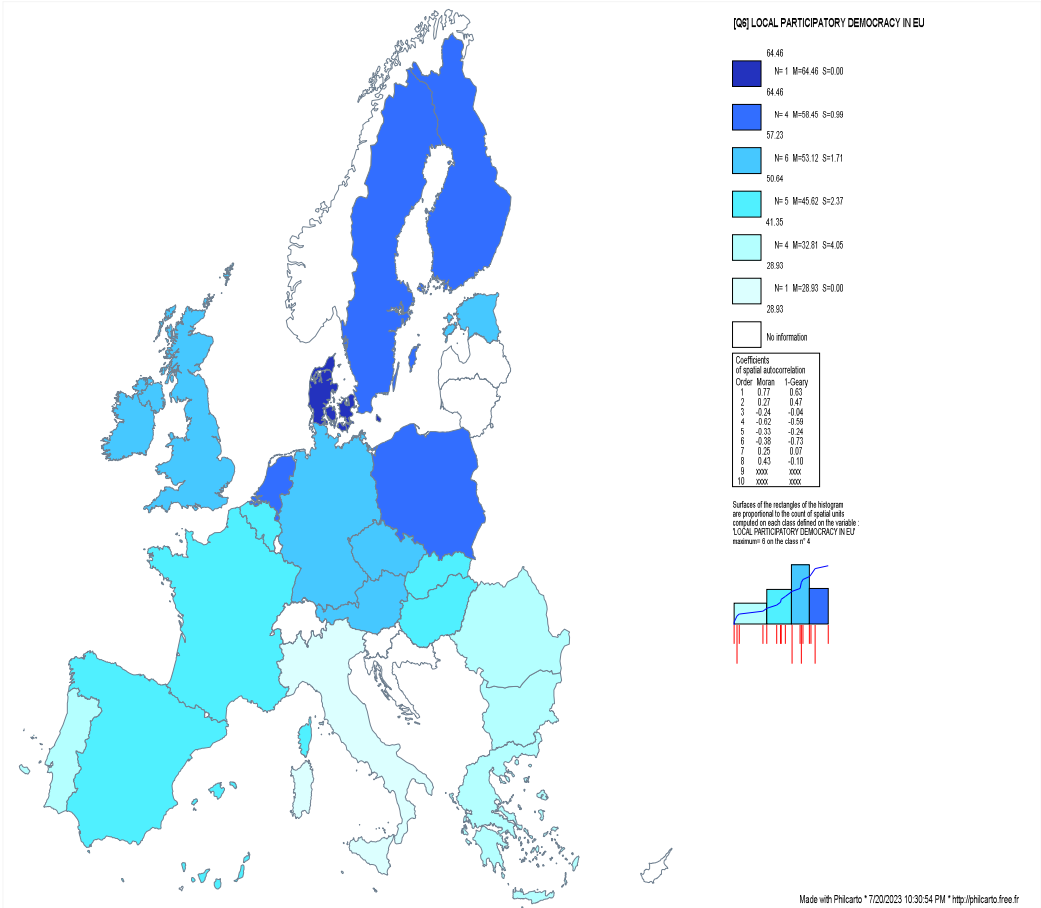 [Q6] LOCAL PARTICIPATORY DEMOCRACY IN EU
64.46
N= 1 M=64.46 S=0.00
64.46
N= 4 M=58.45 S=0.99
57.23
N= 6 M=53.12 S=1.71
50.64
N= 5 M=45.62 S=2.37
41.35
N= 4 M=32.81 S=4.05
28.93
N= 1 M=28.93 S=0.00
28.93
No information
Coefficients
of spatial autocorrelation
Order Moran 1-Geary
1 0.77 0.63
2 0.27 0.47
3 -0.24 -0.04
4 -0.62 -0.59
5 -0.33 -0.24
6 -0.38 -0.73
7 0.25 0.07
8 0.43 -0.10
9 xxxx xxxx
10 xxxx xxxx
Surfaces of the rectangles of the histogram
are proportional to the count of spatial units
computed on each class defined on the variable :
'LOCAL PARTICIPATORY DEMOCRACY IN EU'
maximum= 6 on the class n° 4
Made with Philcarto * 7/20/2023 10:30:54 PM * http://philcarto.free.fr